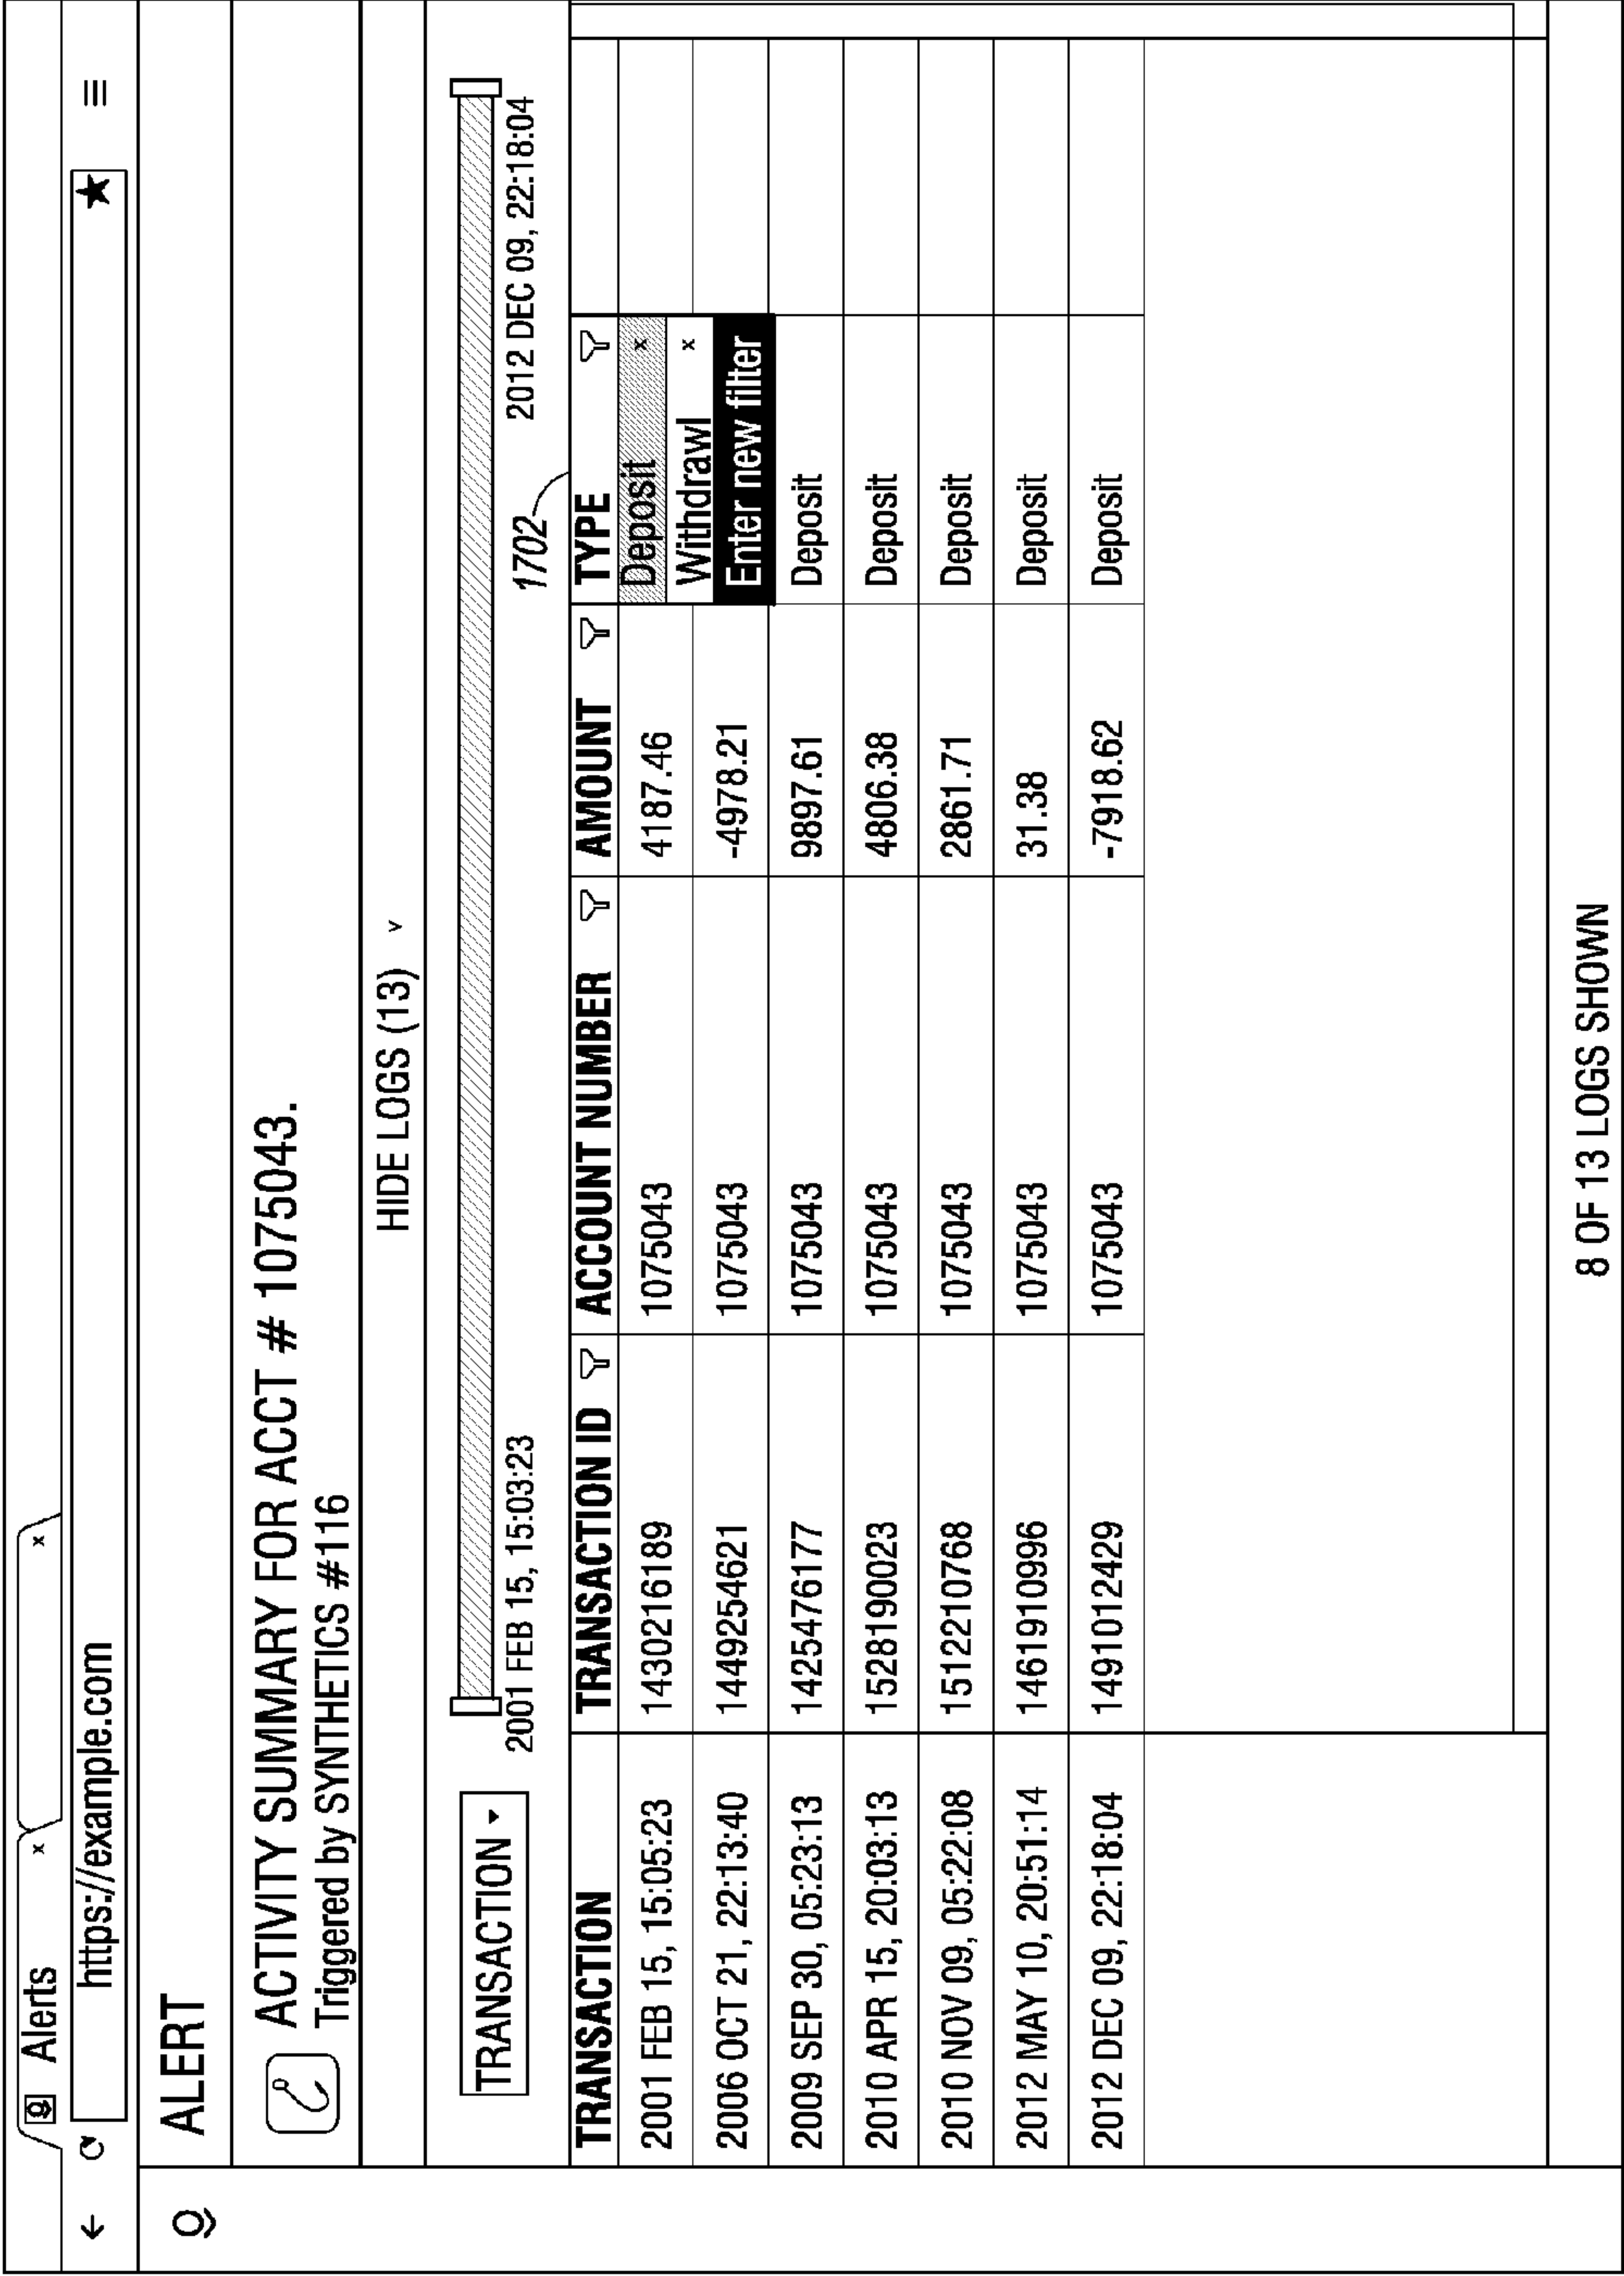 Alerts x x
https://example.com
ALERT
ACTIVITY SUMMARY FOR ACCT # 1075043.
Triggered by SYNTHETICS #116
HIDE LOGS (13) v
TRANSACTION
2001 FEB 15, 15:03:23 2012 DEC 09, 22:18:04
1702
TRANSACTION TRANSACTION ID ACCOUNT NUMBER AMOUNT TYPE
2001 FEB 15, 15:05:23 1430216189 1075043 4187.46 Deposit x
Withdrawl x
2006 OCT 21, 22:13:40 1449254621 1075043 -4978.21 Enter new filter
2009 SEP 30, 05:23:13 1425476177 1075043 9897.61 Deposit
2010 APR 15, 20:03:13 1528190023 1075043 4806.38 Deposit
2010 NOV 09, 05:22:08 1512210768 1075043 2861.71 Deposit
2012 MAY 10, 20:51:14 1461910996 1075043 31.38 Deposit
2012 DEC 09, 22:18:04 1491012429 1075043 -7918.62 Deposit
8 OF 13 LOGS SHOWN